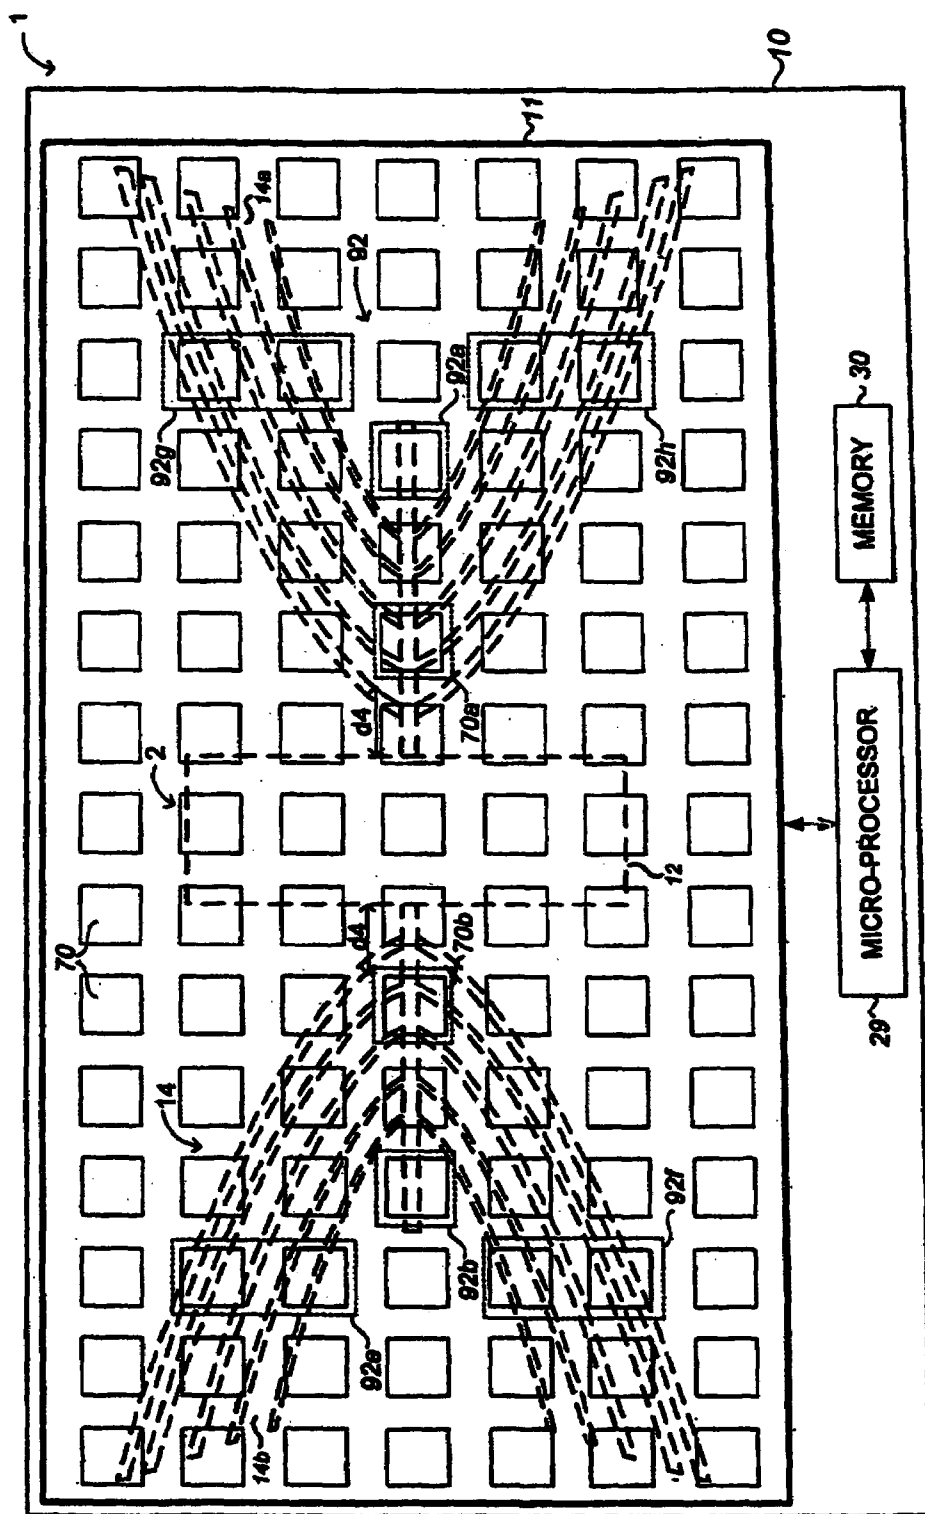 1
10
11
14a
92
92a
92g
92h
30
MEMORY
d4
70a
2
12
MICRO-PROCESSOR
29
70
d4
70b
14
92f
92b
92e
14b